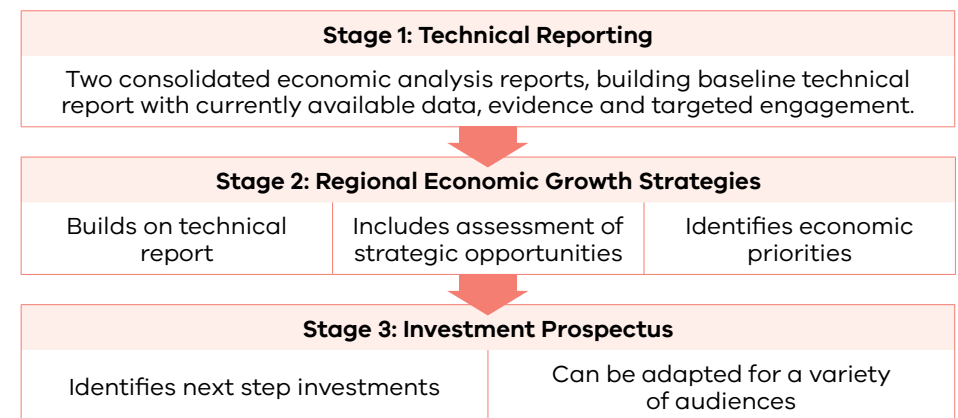 Stage 1: Technical Reporting
Two consolidated economic analysis reports, building baseline technical
report with currently available data, evidence and targeted engagement.
Stage 2: Regional Economic Growth Strategies
Builds on technical
report
Includes assessment of
strategic opportunities
Identifies economic
priorities
Stage 3: Investment Prospectus
Identifies next step investments
Can be adapted for a variety
of audiences